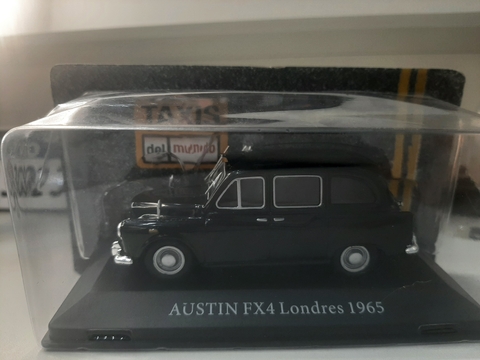 TAXIS
del mundo
AUSTIN FX4 Londres 1965